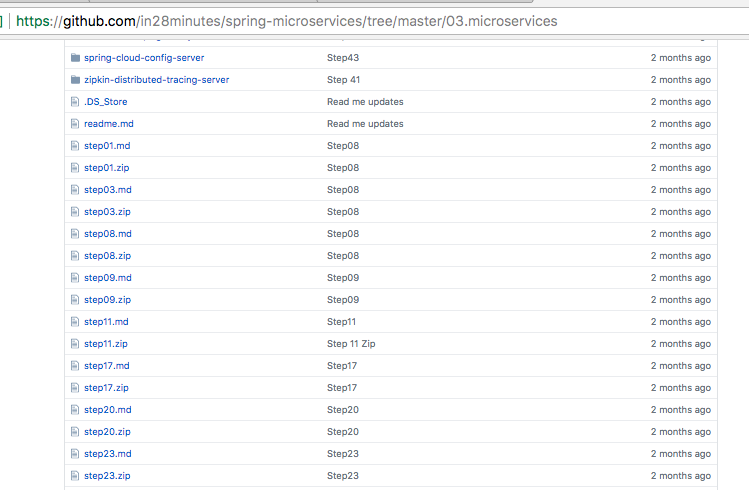 https://github.com/in28minutes/spring-microservices/tree/master/03.microservices
spring-cloud-config-server Step43 2 months ago
zipkin-distributed-tracing-server Step 41 2 months ago
.DS_Store Read me updates 2 months ago
readme.md Read me updates 2 months ago
step01.md Step08 2 months ago
step01.zip Step08 2 months ago
step03.md Step08 2 months ago
step03.zip Step08 2 months ago
step08.md Step08 2 months ago
step08.zip Step08 2 months ago
step09.md Step09 2 months ago
step09.zip Step09 2 months ago
step11.md Step11 2 months ago
step11.zip Step 11 Zip 2 months ago
step17.md Step17 2 months ago
step17.zip Step17 2 months ago
step20.md Step20 2 months ago
step20.zip Step20 2 months ago
step23.md Step23 2 months ago
step23.zip Step23 2 months ago